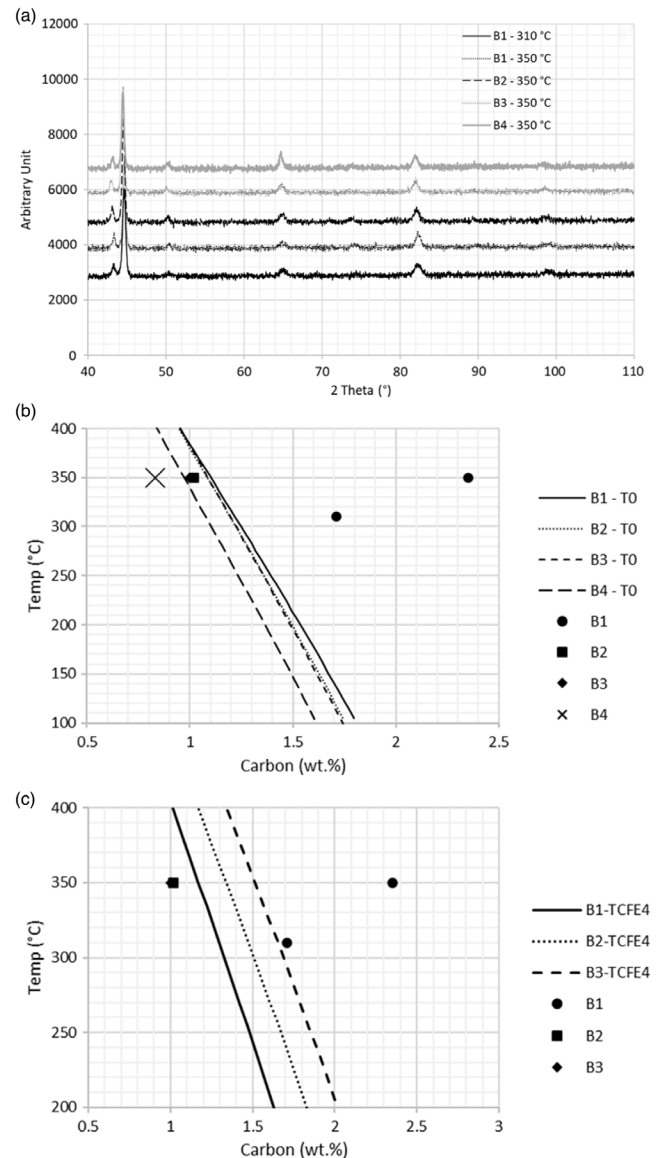 (a)
12000
10000
8000
6000
4000
2000
0
Arbitrary Unit
B1 - 310 °C
B1 - 350 °C
B2 - 350 °C
B3 - 350 °C
B4 - 350 °C
40 50 60 70 80 90 100 110
2 Theta (°)
(b)
400
350
300
250
200
150
100
Temp (°C)
0.5 1 1.5 2 2.5
Carbon (wt.%)
B1 - T0
B2 - T0
B3 - T0
B4 - T0
B1
B2
B3
B4
(c)
400
350
300
250
200
Temp (°C)
0.5 1 1.5 2 2.5 3
Carbon (wt.%)
B1-TCFE4
B2-TCFE4
B3-TCFE4
B1
B2
B3